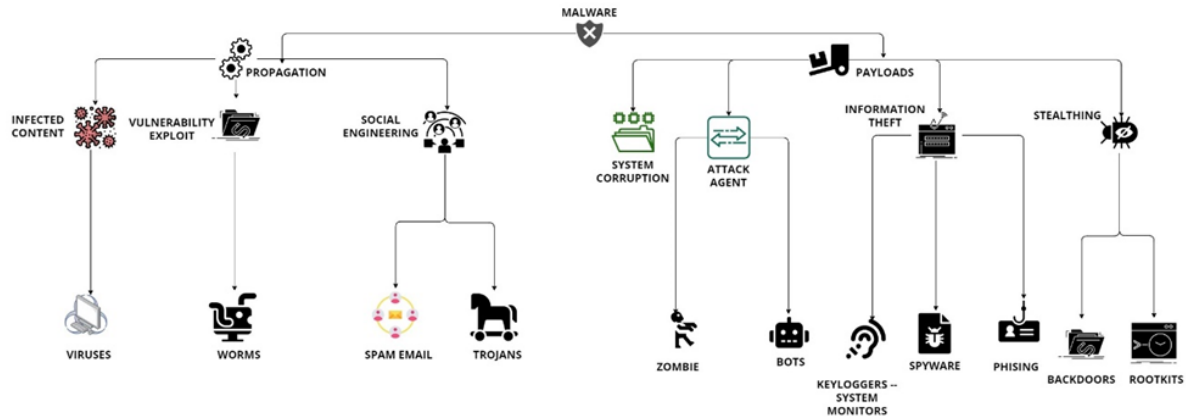 MALWARE
PROPAGATION
PAYLOADS
INFECTED
CONTENT
VULNERABILITY
EXPLOIT
SOCIAL
ENGINEERING
SYSTEM
CORRUPTION
ATTACK
AGENT
INFORMATION
THEFT
STEALTHING
VIRUSES
WORMS
SPAM EMAIL
TROJANS
ZOMBIE
BOTS
KEYLOGGERS --
SYSTEM
MONITORS
SPYWARE
PHISING
BACKDOORS
ROOTKITS